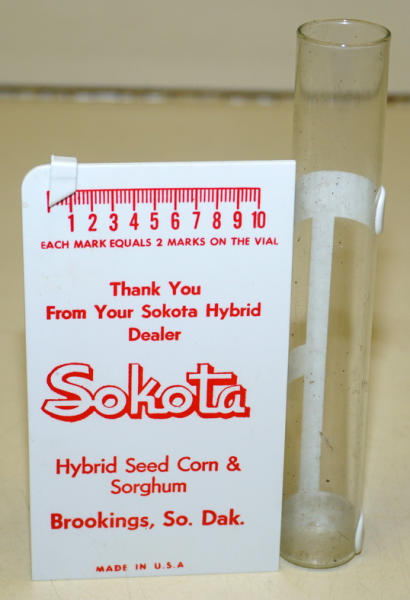 1 2 3 4 5 6 7 8 9 10
EACH MARK EQUALS 2 MARKS ON THE VIAL
Thank You
From Your Sokota Hybrid
Dealer
Sokota
Hybrid Seed Corn &
Sorghum
Brookings, So. Dak.
MADE IN U.S.A